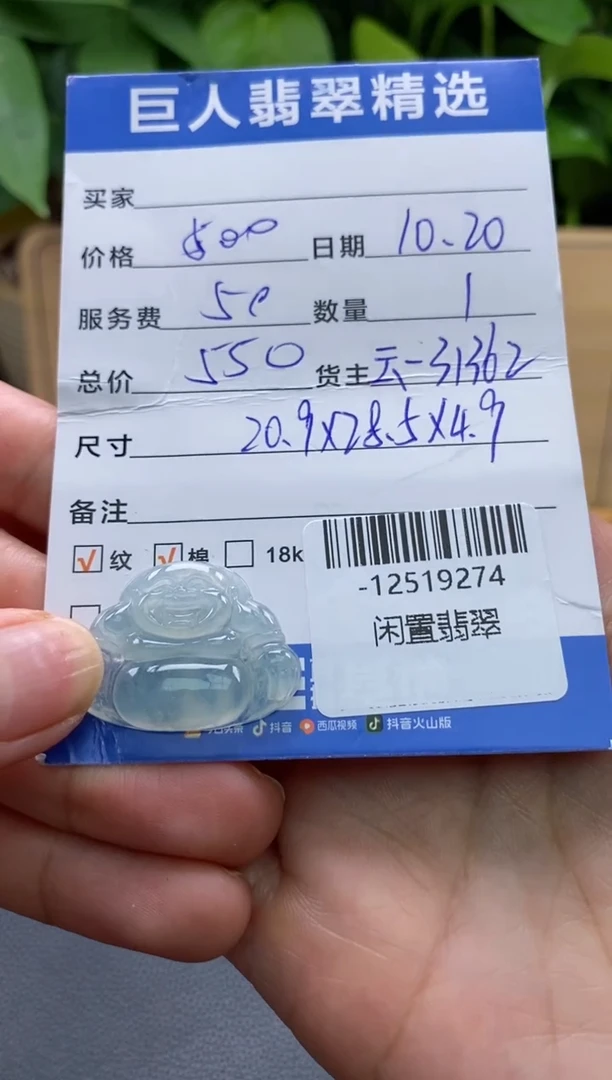 巨人翡翠精选
买家
价格 500 日期 10.20
服务费 50 数量 1
总价 550 货主 云-31362
尺寸 20.9X28.5X4.9
备注
纹 棉 18k
-12519274
闲置翡翠
抖音 西瓜视频 抖音火山版